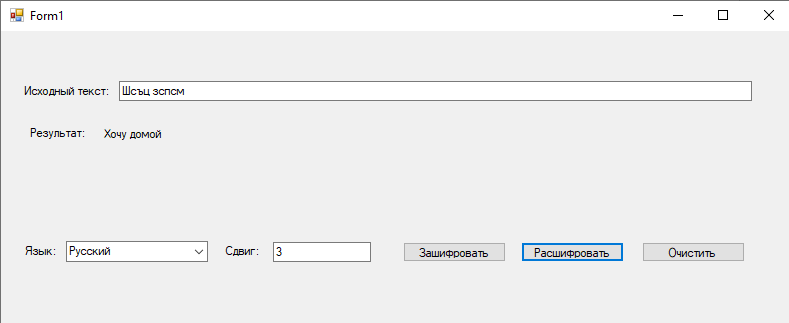 Form1
Исходный текст: Шсъц зспсм
Результат: Хочу домой
Язык: Русский Сдвиг: 3 Зашифровать Расшифровать Очистить